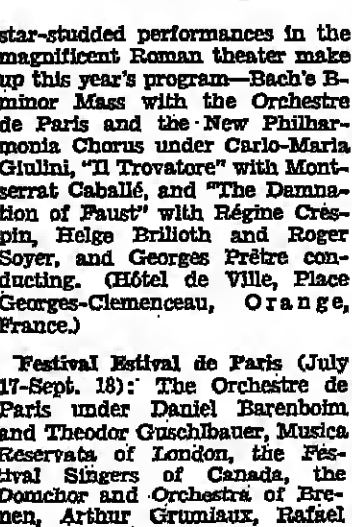 star-studded performances in the
magnificent Roman theater make
up this year's program—Bach's B-
minor Mass with the Orchestre
de Paris and the New Philhar-
monia Chorus under Carlo-Maria
Giulini, "Il Trovatore" with Mont-
serrat Caballé, and "The Damna-
tion of Faust" with Régine Crès-
pin, Helge Brilioth and Roger
Soyer, and Georges Prêtre con-
ducting. (Hôtel de Ville, Place
Georges-Clemenceau, Orange,
France.)
Festival Estival de Paris (July
17-Sept. 18): The Orchestre de
Paris under Daniel Barenboim
and Theodor Guschlbauer, Musica
Reservata of London, the Fes-
tival Singers of Canada, the
Domchor and Orchestra of Bre-
men, Arthur Grumiaux, Rafael